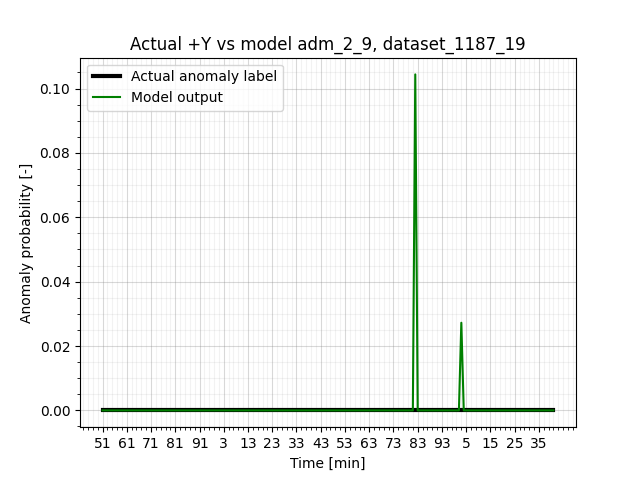 Actual +Y vs model adm_2_9, dataset_1187_19
Actual anomaly label
Model output
Anomaly probability [-]
0.10
0.08
0.06
0.04
0.02
0.00
51 61 71 81 91 3 13 23 33 43 53 63 73 83 93 5 15 25 35
Time [min]